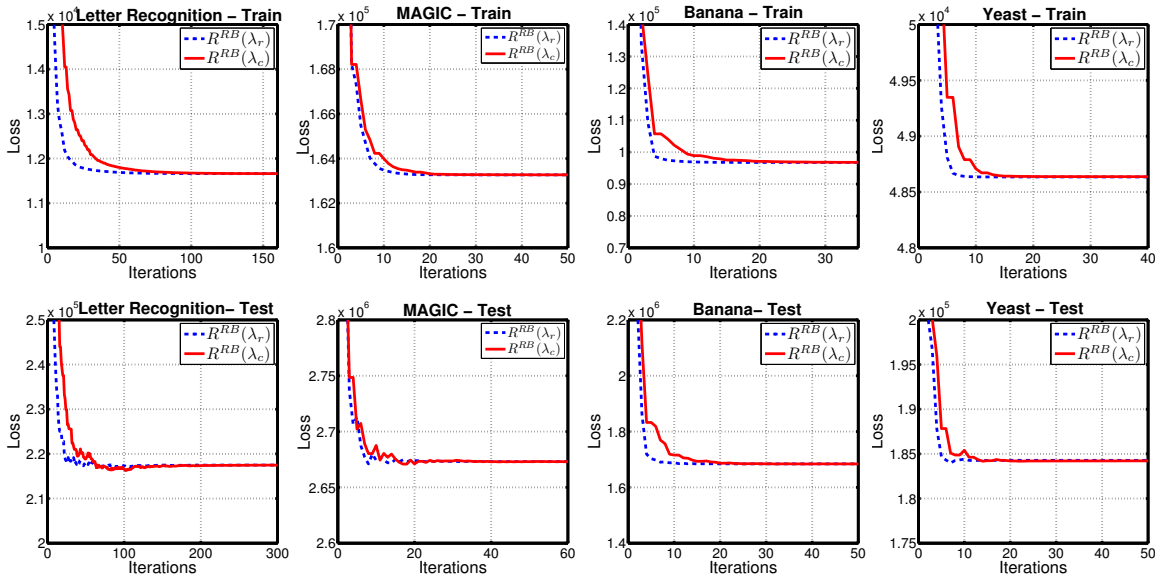 Letter Recognition – Train
x 10^4
1.5
1.4
1.3
1.2
1.1
1
Loss
0 50 100 150
Iterations
R^{RB}(λ_r)
R^{RB}(λ_c)
MAGIC – Train
x 10^5
1.7
1.68
1.66
1.64
1.62
1.6
Loss
0 10 20 30 40 50
Iterations
R^{RB}(λ_r)
R^{RB}(λ_c)
Banana – Train
x 10^5
1.4
1.3
1.2
1.1
1
0.9
0.8
0.7
Loss
0 10 20 30
Iterations
R^{RB}(λ_r)
R^{RB}(λ_c)
Yeast – Train
x 10^4
5
4.95
4.9
4.85
4.8
Loss
0 10 20 30 40
Iterations
R^{RB}(λ_r)
R^{RB}(λ_c)
Letter Recognition– Test
x 10^5
2.5
2.4
2.3
2.2
2.1
2
Loss
0 100 200 300
Iterations
R^{RB}(λ_r)
R^{RB}(λ_c)
MAGIC – Test
x 10^6
2.8
2.75
2.7
2.65
2.6
Loss
0 20 40 60
Iterations
R^{RB}(λ_r)
R^{RB}(λ_c)
Banana– Test
x 10^6
2.2
2
1.8
1.6
1.4
Loss
0 10 20 30 40 50
Iterations
R^{RB}(λ_r)
R^{RB}(λ_c)
Yeast – Test
x 10^5
2
1.95
1.9
1.85
1.8
1.75
Loss
0 10 20 30 40 50
Iterations
R^{RB}(λ_r)
R^{RB}(λ_c)